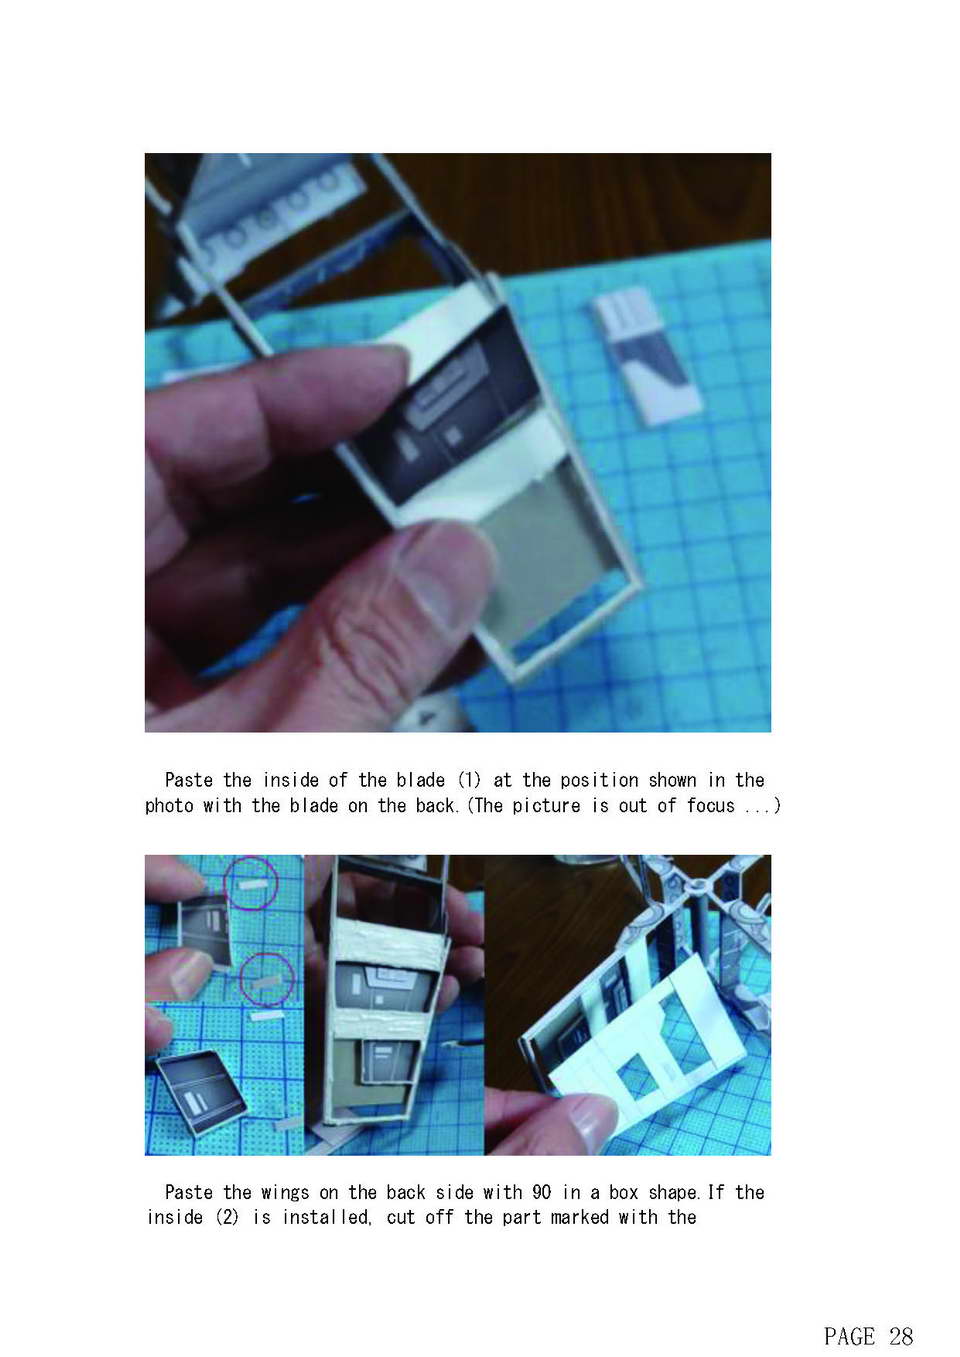 Paste the inside of the blade (1) at the position shown in the
photo with the blade on the back.(The picture is out of focus ...)
Paste the wings on the back side with 90 in a box shape.If the
inside (2) is installed, cut off the part marked with the
PAGE 28